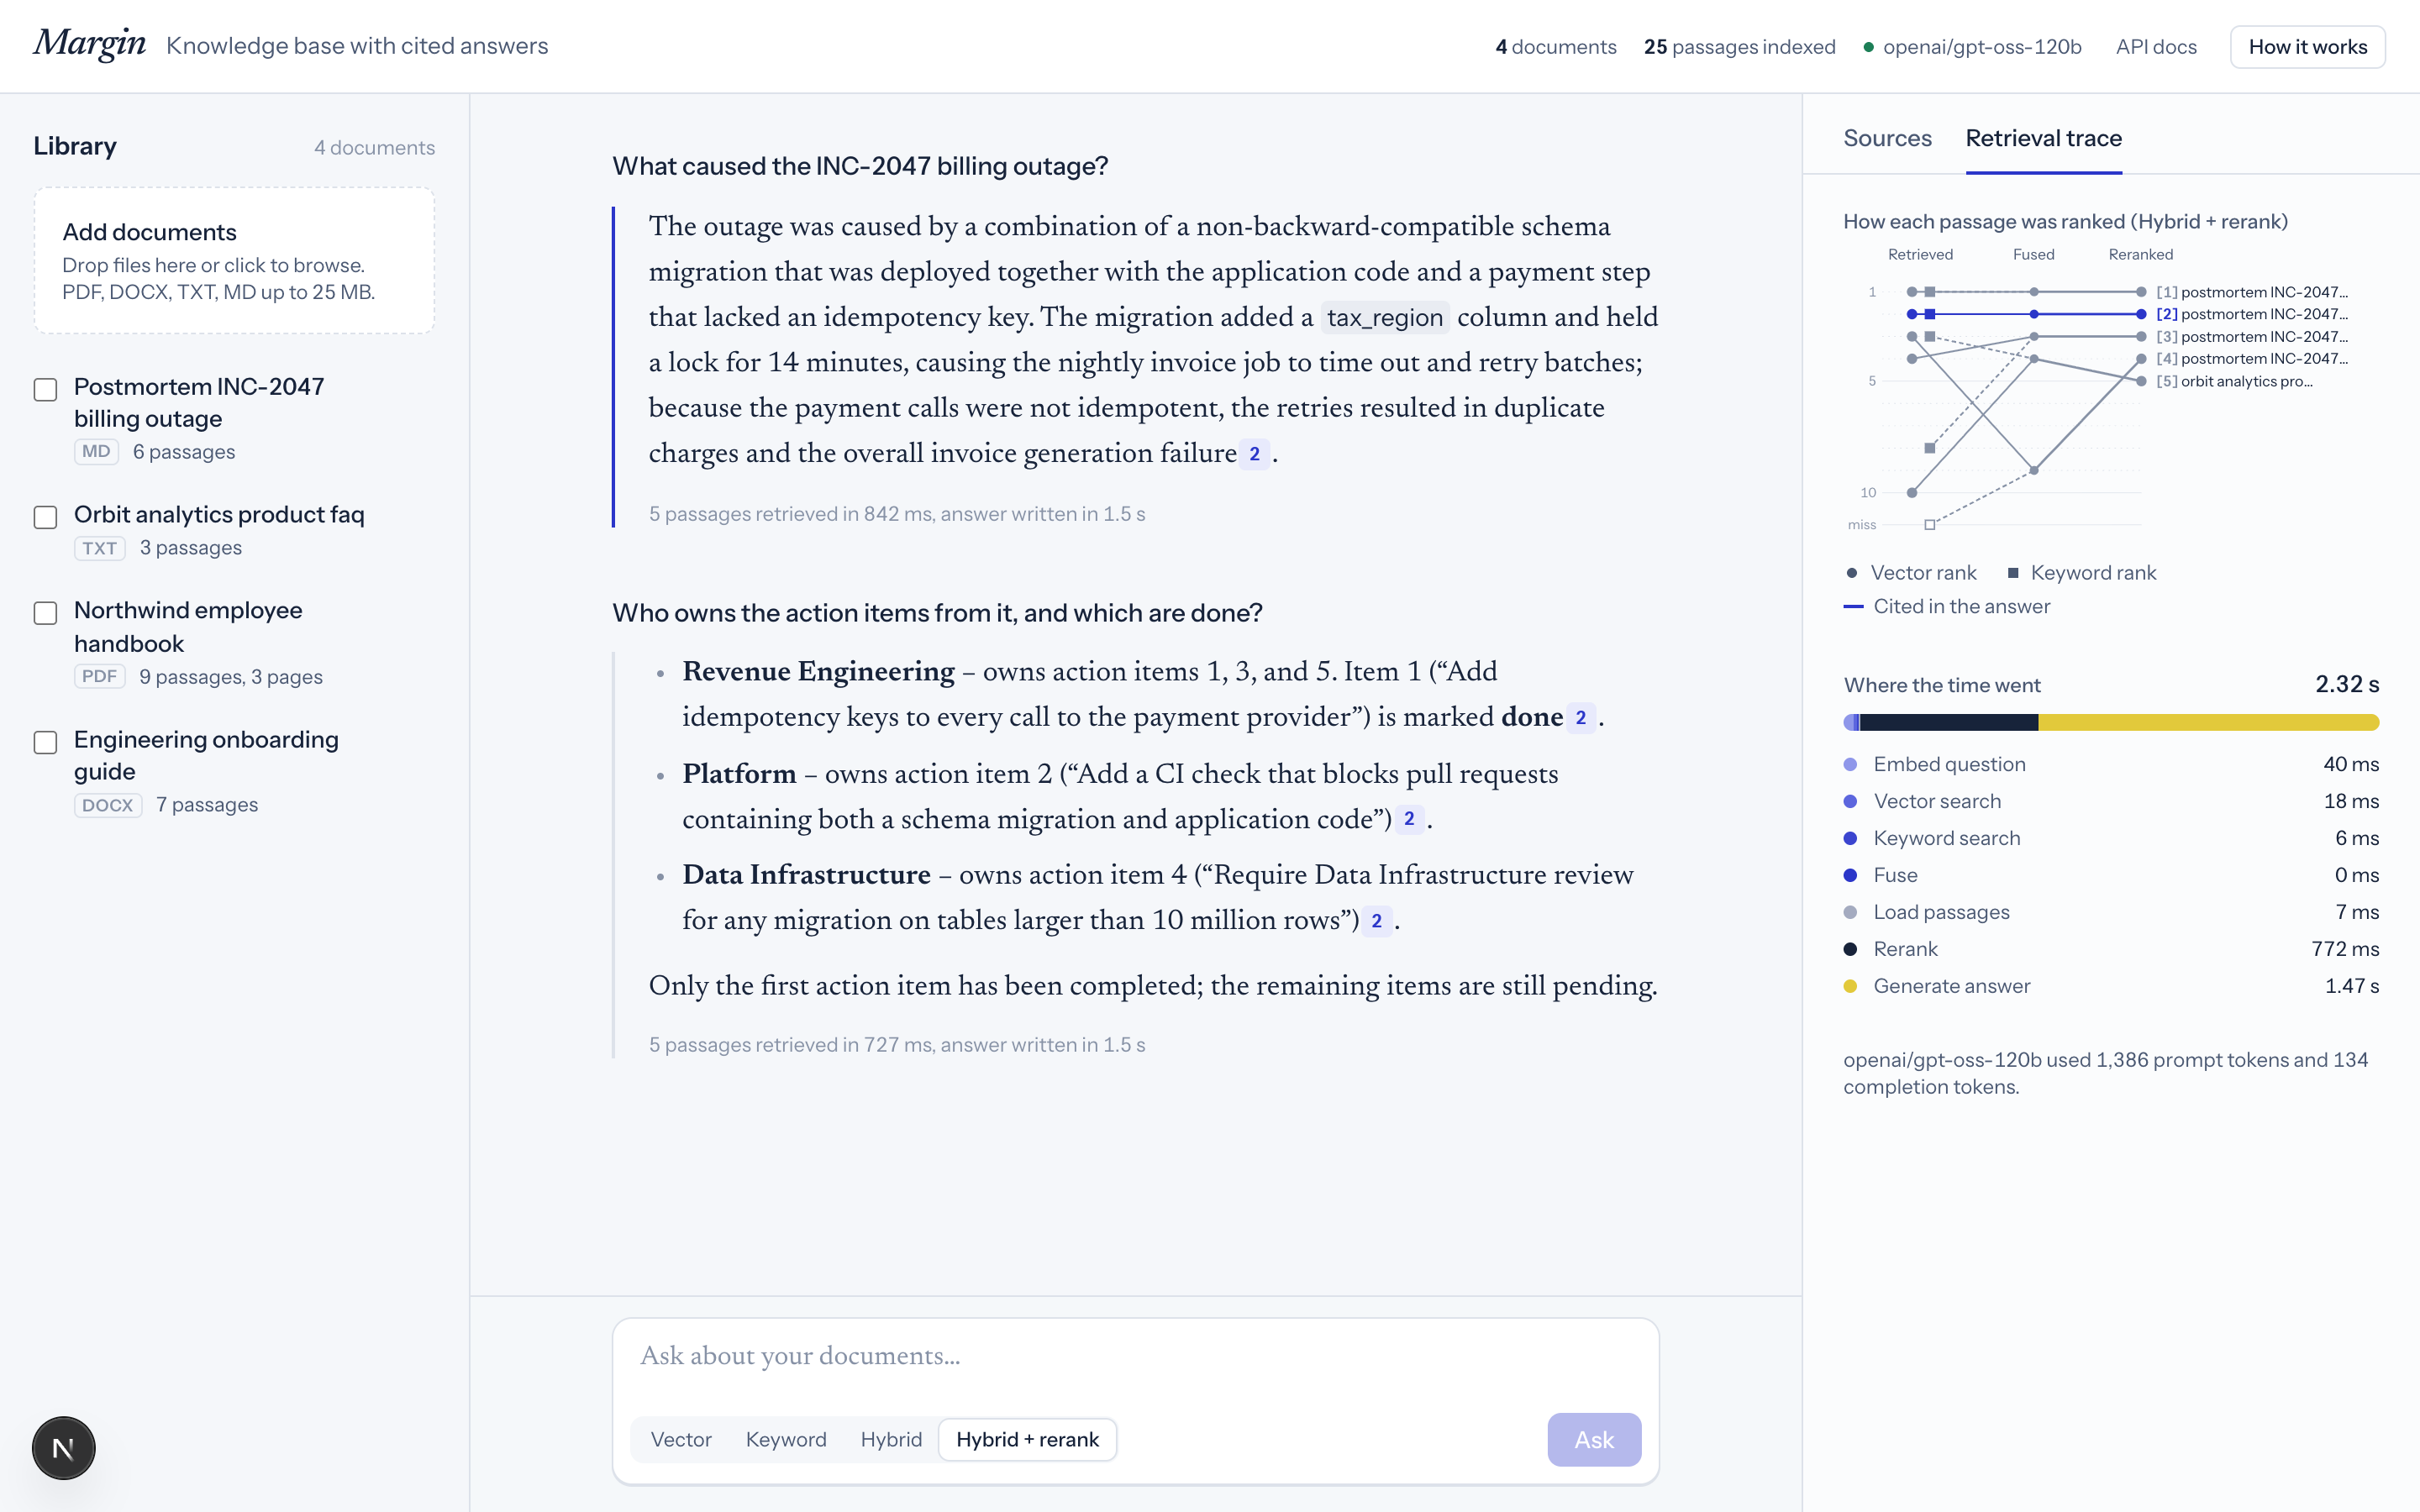 Margin
Knowledge base with cited answers
4 documents
25 passages indexed
openai/gpt-oss-120b
API docs
How it works
Library
4 documents
Add documents
Drop files here or click to browse.
PDF, DOCX, TXT, MD up to 25 MB.
Postmortem INC-2047
billing outage
MD
6 passages
Orbit analytics product faq
TXT
3 passages
Northwind employee
handbook
PDF
9 passages, 3 pages
Engineering onboarding
guide
DOCX
7 passages
N
What caused the INC-2047 billing outage?
The outage was caused by a combination of a non-backward-compatible schema
migration that was deployed together with the application code and a payment step
that lacked an idempotency key. The migration added a tax_region column and held
a lock for 14 minutes, causing the nightly invoice job to time out and retry batches;
because the payment calls were not idempotent, the retries resulted in duplicate
charges and the overall invoice generation failure 2 .
5 passages retrieved in 842 ms, answer written in 1.5 s
Who owns the action items from it, and which are done?
• Revenue Engineering – owns action items 1, 3, and 5. Item 1 (“Add
idempotency keys to every call to the payment provider”) is marked done 2 .
• Platform – owns action item 2 (“Add a CI check that blocks pull requests
containing both a schema migration and application code”) 2 .
• Data Infrastructure – owns action item 4 (“Require Data Infrastructure review
for any migration on tables larger than 10 million rows”) 2 .
Only the first action item has been completed; the remaining items are still pending.
5 passages retrieved in 727 ms, answer written in 1.5 s
Ask about your documents...
Vector
Keyword
Hybrid
Hybrid + rerank
Ask
Sources
Retrieval trace
How each passage was ranked (Hybrid + rerank)
Retrieved
Fused
Reranked
1
5
10
miss
[1] postmortem INC-2047...
[2] postmortem INC-2047...
[3] postmortem INC-2047...
[4] postmortem INC-2047...
[5] orbit analytics pro...
Vector rank
Keyword rank
Cited in the answer
Where the time went 2.32 s
Embed question 40 ms
Vector search 18 ms
Keyword search 6 ms
Fuse 0 ms
Load passages 7 ms
Rerank 772 ms
Generate answer 1.47 s
openai/gpt-oss-120b used 1,386 prompt tokens and 134
completion tokens.